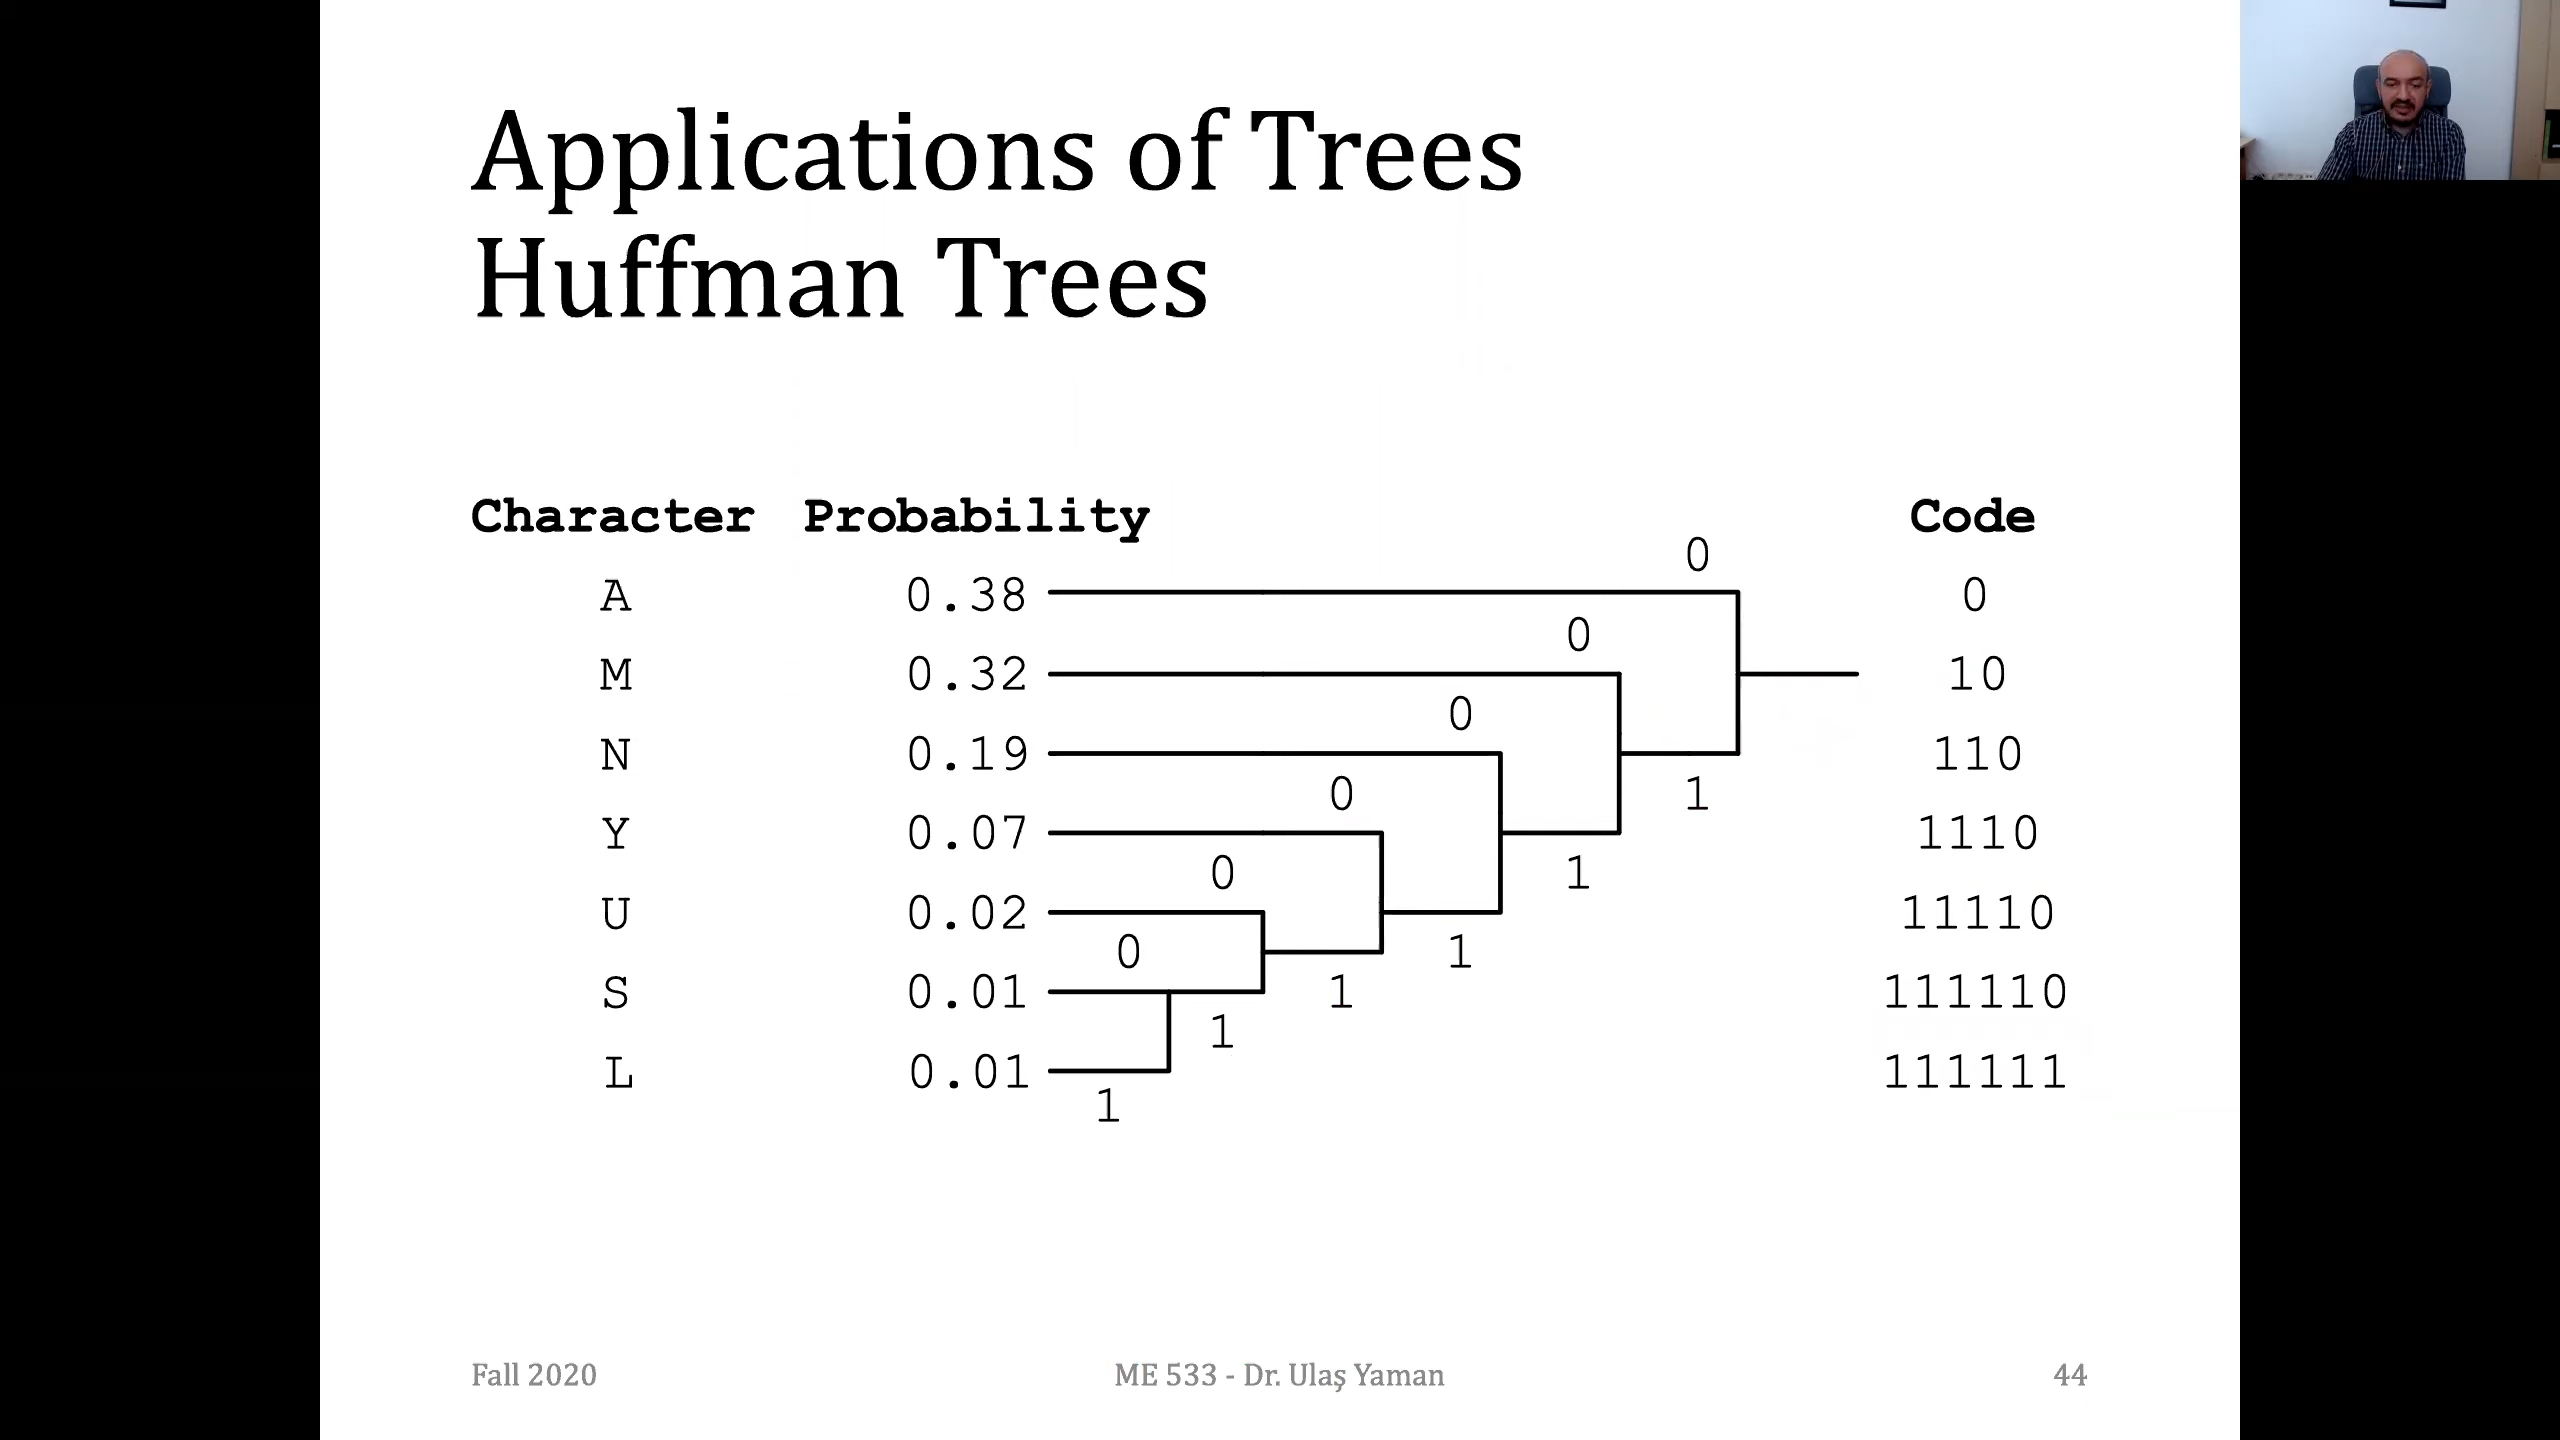 Applications of Trees
Huffman Trees
Character Probability Code
0
A 0.38 0
0
M 0.32 10
0
N 0.19 110
0 1
Y 0.07 1110
0 1
U 0.02 11110
0 1
S 0.01 1 111110
1
L 0.01 111111
1
Fall 2020 ME 533 - Dr. Ulaş Yaman 44